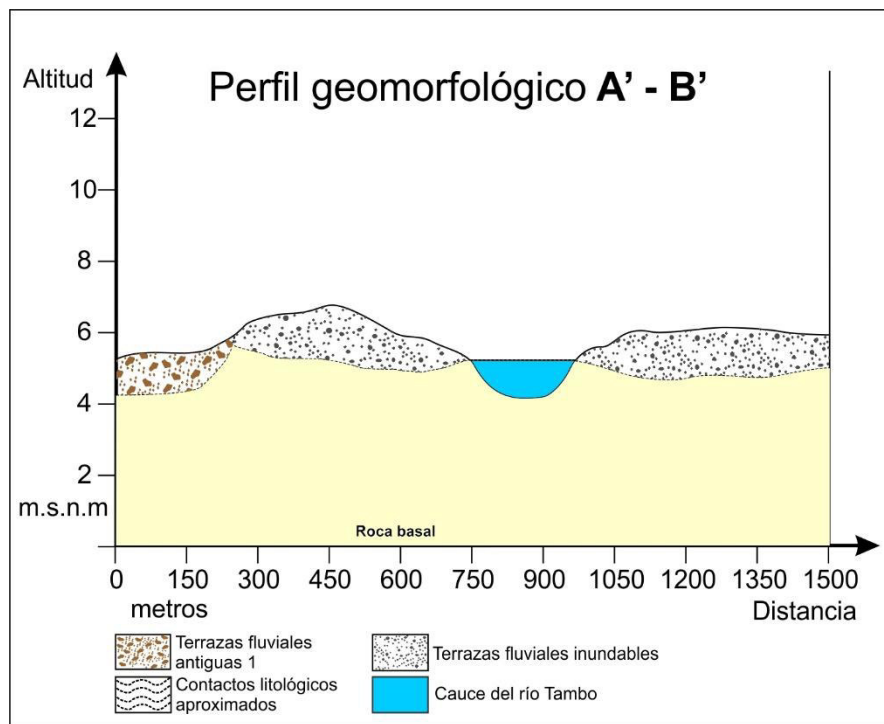 Altitud
Perfil geomorfológico A' - B'
12
10
8
6
4
2
m.s.n.m
Roca basal
0 150 300 450 600 750 900 1050 1200 1350 1500
metros
Distancia
Terrazas fluviales
antiguas 1
Terrazas fluviales inundables
Contactos litológicos
aproximados
Cauce del río Tambo